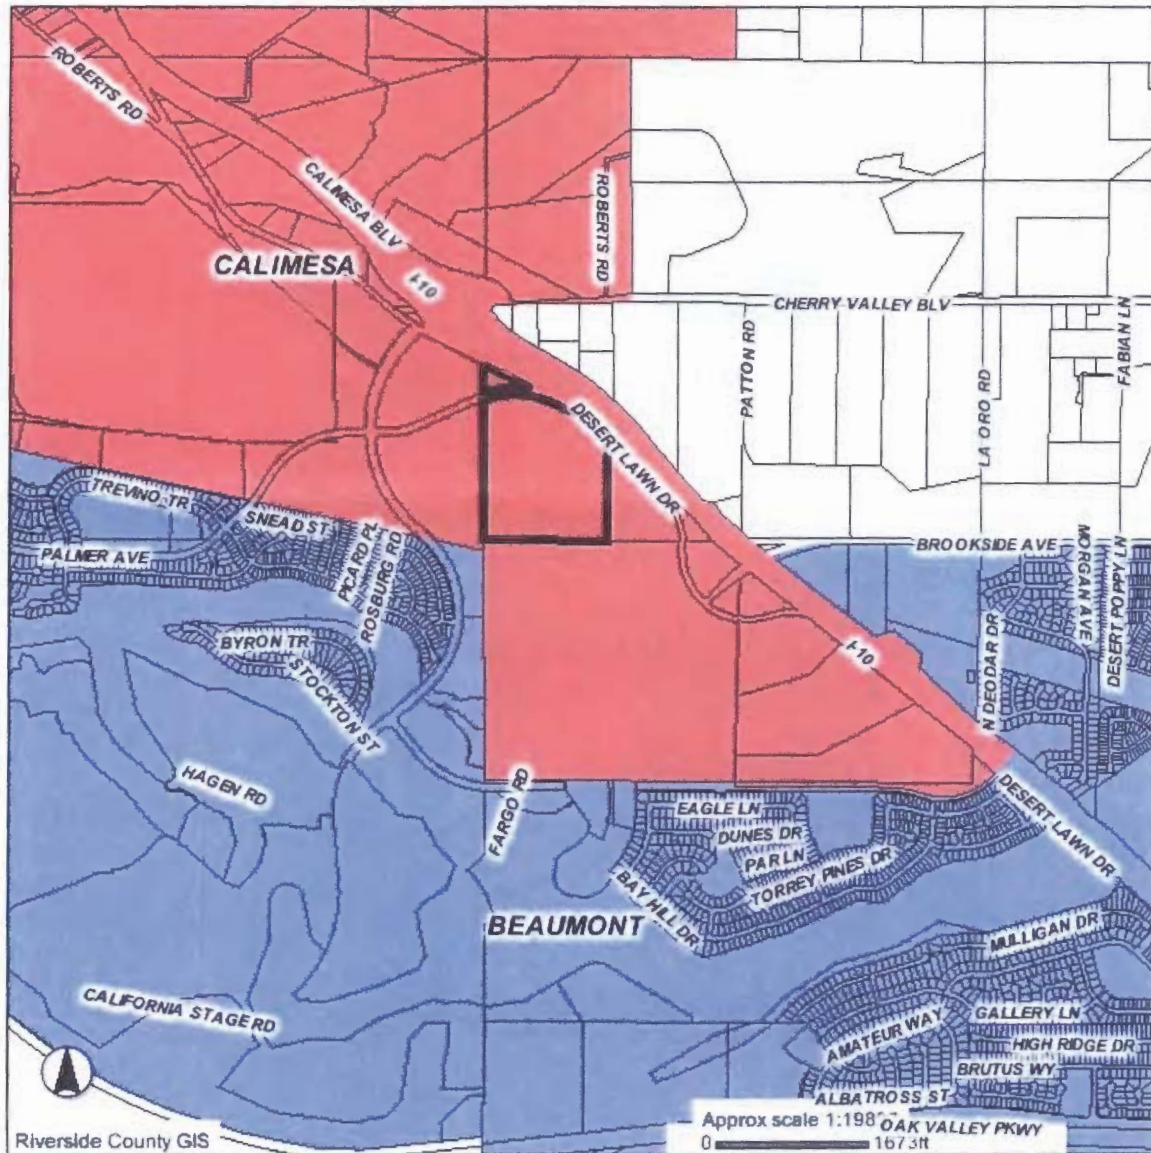 ROBERTS RD
CALIMESA BLV
ROBERTS RD
CALIMESA
I-10
CHERRY VALLEY BLV
FABIAN LN
PATTON RD
LA ORO RD
DESERT LAWN DR
TREVINO TR
SNEAD ST
PICARD PL
ROSBURG RD
PALMER AVE
BROOKSIDE AVE
MORGAN AVE
DESERT POPPY LN
BYRON TR
STOCKTON ST
I-10
N DEODAR DR
HAGEN RD
FARGO RD
EAGLE LN
DUNES DR
PAR LN
TORREY PINES DR
BAY HILL DR
DESERT LAWN DR
BEAUMONT
MULLIGAN DR
CALIFORNIA STAGE RD
AMATEUR WAY
GALLERY LN
HIGH RIDGE DR
BRUTUS WY
ALBATROSS ST
Approx scale
OAK VALLEY PKWY
0 1673ft
Riverside County GIS